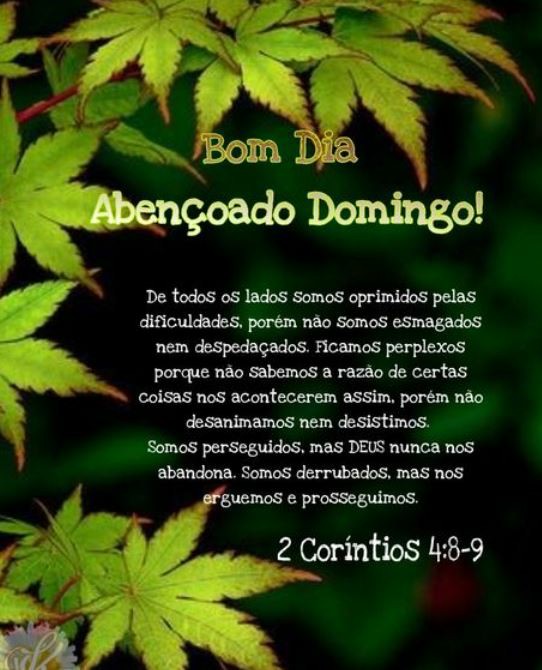 Bom Dia
Abençoado Domingo!
De todos os lados somos oprimidos pelas
dificuldades, porém não somos esmagados
nem despedaçados. Ficamos perplexos
porque não sabemos a razão de certas
coisas nos acontecerem assim, porém não
desanimamos nem desistimos.
Somos perseguidos, mas DEUS nunca nos
abandona. Somos derrubados, mas nos
erguemos e prosseguimos.
2 Coríntios 4:8-9